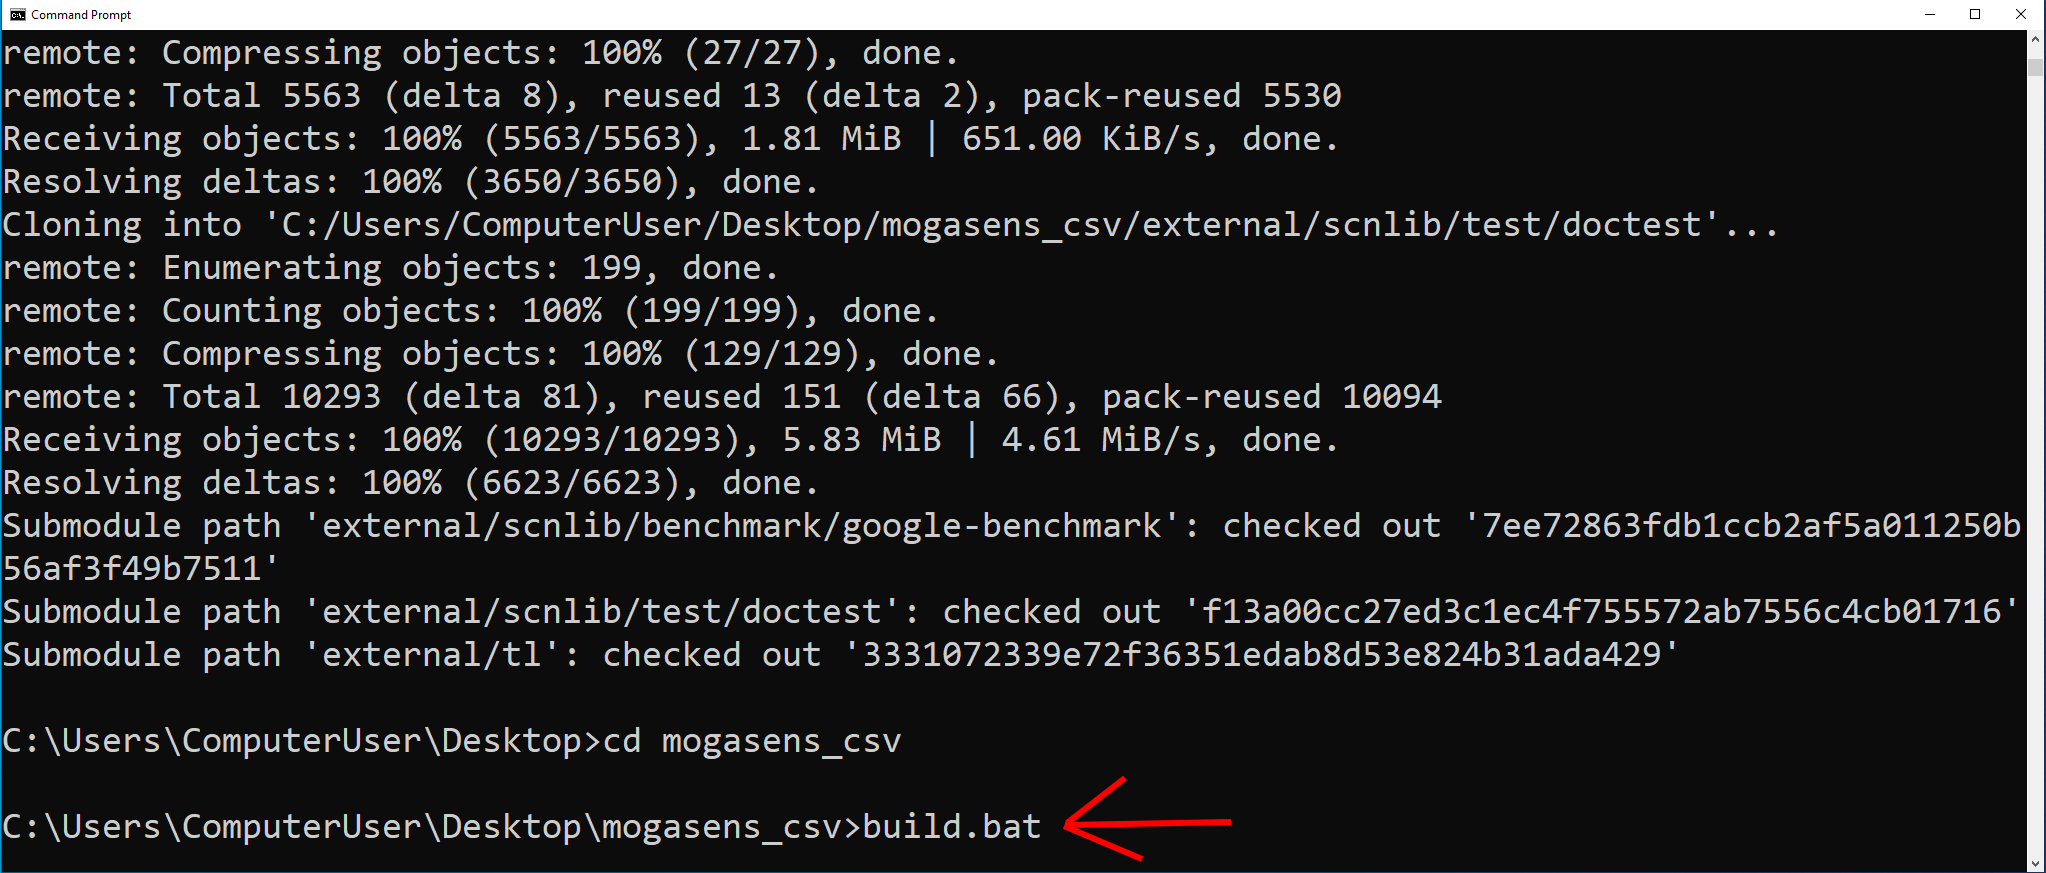 Command Prompt
remote: Compressing objects: 100% (27/27), done.
remote: Total 5563 (delta 8), reused 13 (delta 2), pack-reused 5530
Receiving objects: 100% (5563/5563), 1.81 MiB | 651.00 KiB/s, done.
Resolving deltas: 100% (3650/3650), done.
Cloning into 'C:/Users/ComputerUser/Desktop/mogasens_csv/external/scnlib/test/doctest'...
remote: Enumerating objects: 199, done.
remote: Counting objects: 100% (199/199), done.
remote: Compressing objects: 100% (129/129), done.
remote: Total 10293 (delta 81), reused 151 (delta 66), pack-reused 10094
Receiving objects: 100% (10293/10293), 5.83 MiB | 4.61 MiB/s, done.
Resolving deltas: 100% (6623/6623), done.
Submodule path 'external/scnlib/benchmark/google-benchmark': checked out '7ee72863fdb1ccb2af5a011250b
56af3f49b7511'
Submodule path 'external/scnlib/test/doctest': checked out 'f13a00cc27ed3c1ec4f755572ab7556c4cb01716'
Submodule path 'external/tl': checked out '3331072339e72f36351edab8d53e824b31ada429'
C:\Users\ComputerUser\Desktop>cd mogasens_csv
C:\Users\ComputerUser\Desktop\mogasens_csv>build.bat